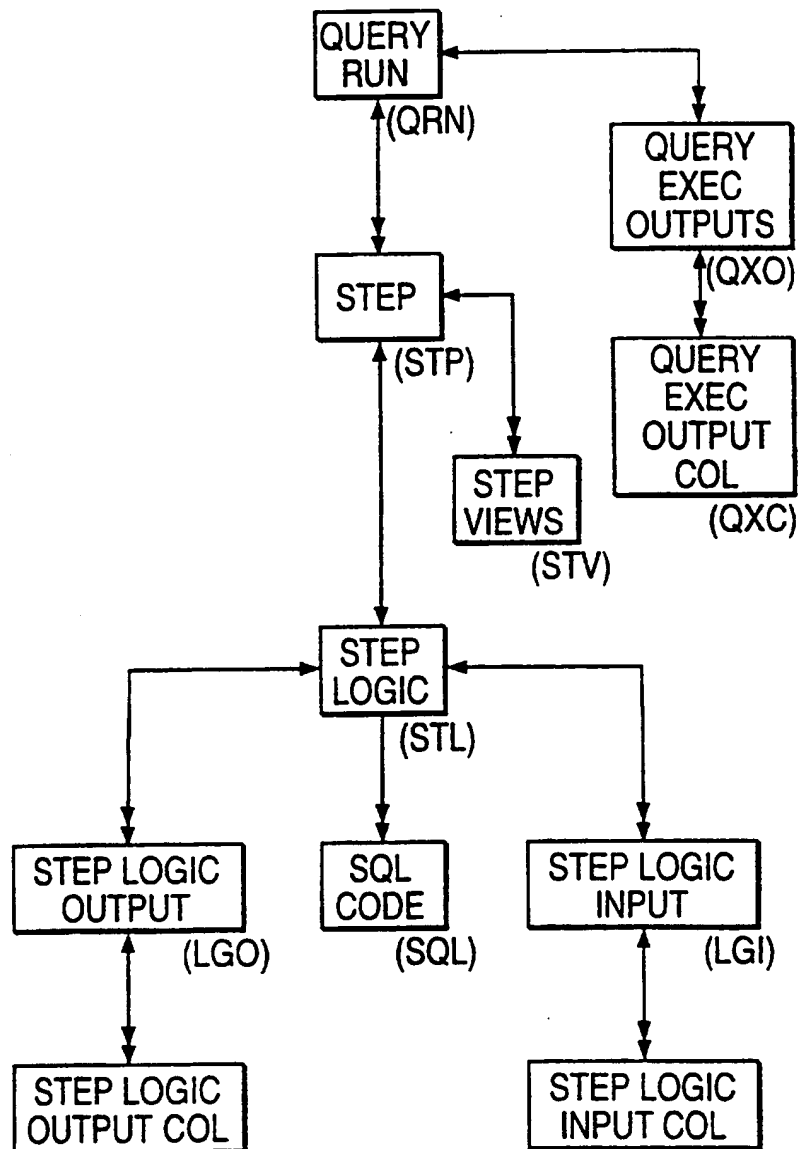 QUERY
RUN
(QRN)
QUERY
EXEC
OUTPUTS
(QXO)
STEP
(STP)
QUERY
EXEC
OUTPUT
COL
(QXC)
STEP
VIEWS
(STV)
STEP
LOGIC
(STL)
STEP LOGIC
OUTPUT
(LGO)
SQL
CODE
(SQL)
STEP LOGIC
INPUT
(LGI)
STEP LOGIC
OUTPUT COL
STEP LOGIC
INPUT COL